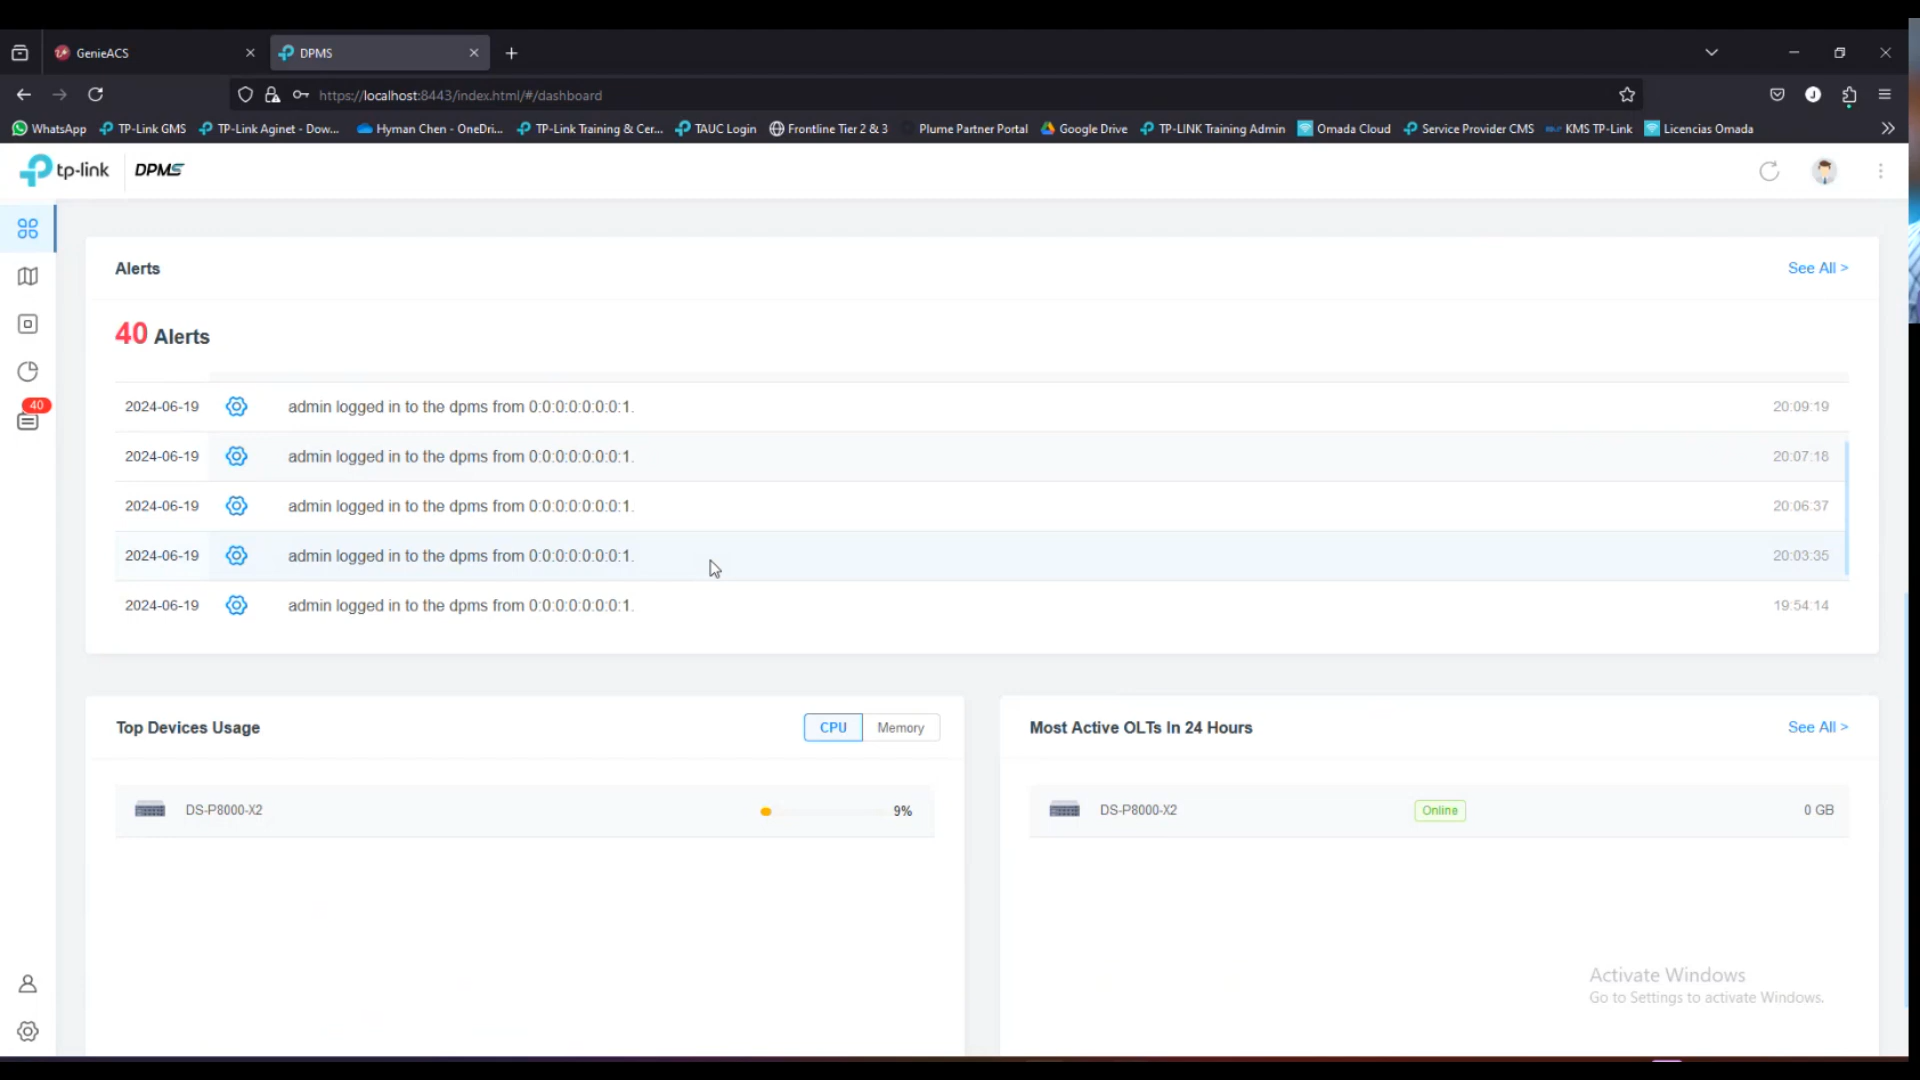 GenieACS
DPMS
https://localhost:8443/index.html/#/dashboard
WhatsApp
TP-Link GMS
TP-Link Aginet - Dow...
Hyman Chen - OneDri...
TP-Link Training & Cer...
TAUC Login
Frontline Tier 2 & 3
Plume Partner Portal
Google Drive
TP-LINK Training Admin
Omada Cloud
Service Provider CMS
KMS TP-Link
Licencias Omada
tp-link DPMS
Alerts
See All >
40 Alerts
2024-06-19 admin logged in to the dpms from 0:0:0:0:0:0:0:1. 20:09:19
2024-06-19 admin logged in to the dpms from 0:0:0:0:0:0:0:1. 20:07:18
2024-06-19 admin logged in to the dpms from 0:0:0:0:0:0:0:1. 20:06:37
2024-06-19 admin logged in to the dpms from 0:0:0:0:0:0:0:1. 20:03:35
2024-06-19 admin logged in to the dpms from 0:0:0:0:0:0:0:1. 19:54:14
40
Top Devices Usage
CPU
Memory
DS-P8000-X2
9%
Most Active OLTs In 24 Hours
See All >
DS-P8000-X2
Online
0 GB
Activate Windows
Go to Settings to activate Windows.
J